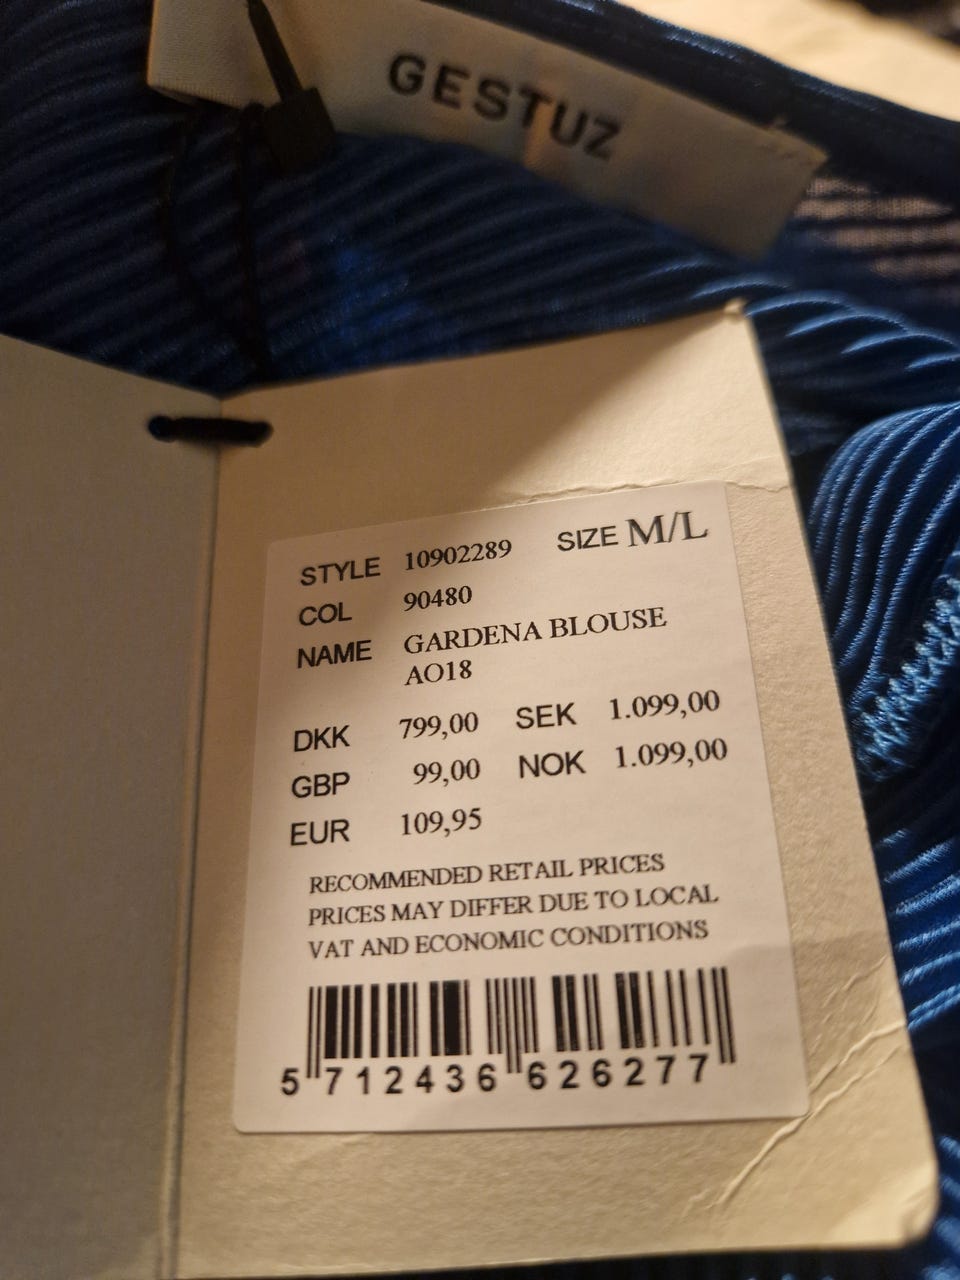 GESTUZ
STYLE 10902289 SIZE M/L
COL 90480
NAME GARDENA BLOUSE
AO18
DKK 799,00 SEK 1.099,00
GBP 99,00 NOK 1.099,00
EUR 109,95
RECOMMENDED RETAIL PRICES
PRICES MAY DIFFER DUE TO LOCAL
VAT AND ECONOMIC CONDITIONS
5 712436 626277